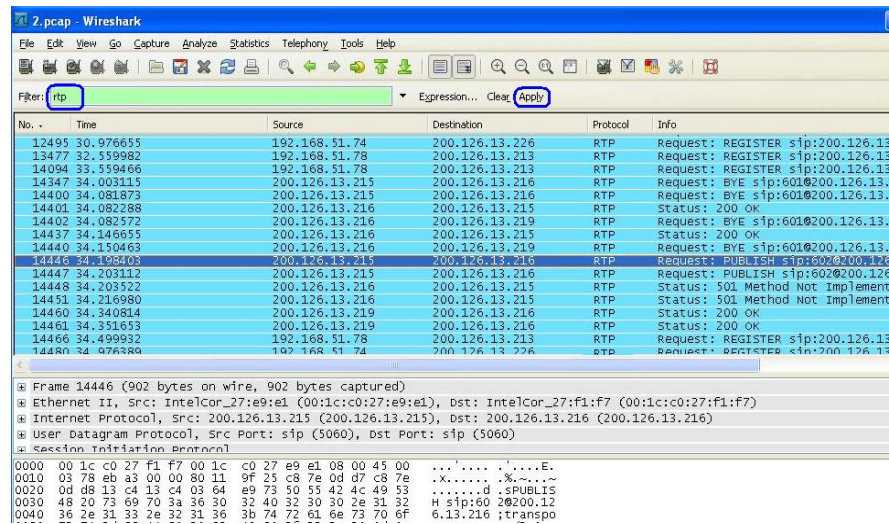 2.pcap - Wireshark
File Edit View Go Capture Analyze Statistics Telephony Tools Help
Filter: rtp Expression... Clear Apply
No. - Time Source Destination Protocol Info
12495 30.976655 192.168.51.74 200.126.13.226 RTP Request: REGISTER sip:200.126.13
13477 32.559982 192.168.51.78 200.126.13.213 RTP Request: REGISTER sip:200.126.13
14094 33.559466 192.168.51.78 200.126.13.213 RTP Request: REGISTER sip:200.126.13
14347 34.003115 200.126.13.215 200.126.13.216 RTP Request: BYE sip:601@200.126.13.
14400 34.081873 200.126.13.215 200.126.13.216 RTP Request: BYE sip:601@200.126.13.
14401 34.082288 200.126.13.216 200.126.13.215 RTP Status: 200 OK
14402 34.082572 200.126.13.216 200.126.13.219 RTP Request: BYE sip:601@200.126.13.
14437 34.146655 200.126.13.216 200.126.13.215 RTP Status: 200 OK
14440 34.150463 200.126.13.216 200.126.13.219 RTP Request: BYE sip:601@200.126.13.
14446 34.198403 200.126.13.215 200.126.13.216 RTP Request: PUBLISH sip:602@200.126
14447 34.203112 200.126.13.215 200.126.13.216 RTP Request: PUBLISH sip:602@200.126
14448 34.203522 200.126.13.216 200.126.13.215 RTP Status: 501 Method Not Implement
14451 34.216980 200.126.13.216 200.126.13.215 RTP Status: 501 Method Not Implement
14460 34.340814 200.126.13.219 200.126.13.216 RTP Status: 200 OK
14461 34.351653 200.126.13.219 200.126.13.216 RTP Status: 200 OK
14466 34.499932 192.168.51.78 200.126.13.213 RTP Request: REGISTER sip:200.126.13
14480 34.976389 192.168.51.74 200.126.13.226 RTP Request: REGISTER sip:200.126.13
Frame 14446 (902 bytes on wire, 902 bytes captured)
Ethernet II, Src: IntelCor_27:e9:e1 (00:1c:c0:27:e9:e1), Dst: IntelCor_27:f1:f7 (00:1c:c0:27:f1:f7)
Internet Protocol, Src: 200.126.13.215 (200.126.13.215), Dst: 200.126.13.216 (200.126.13.216)
User Datagram Protocol, Src Port: sip (5060), Dst Port: sip (5060)
Session Initiation Protocol
0000 00 1c c0 27 f1 f7 00 1c c0 27 e9 e1 08 00 45 00 ...'.... .'....E.
0010 03 78 eb a3 00 00 80 11 9f 25 c8 7e 0d d7 c8 7e .x...... .%.~...~
0020 0d d8 13 c4 13 c4 03 64 e9 73 50 55 42 4c 49 53 .......d .sPUBLIS
0030 48 20 73 69 70 3a 36 30 32 40 32 30 30 2e 31 32 H sip:60 2@200.12
0040 36 2e 31 33 2e 32 31 36 3b 74 72 61 6e 73 70 6f 6.13.216 ;transpo